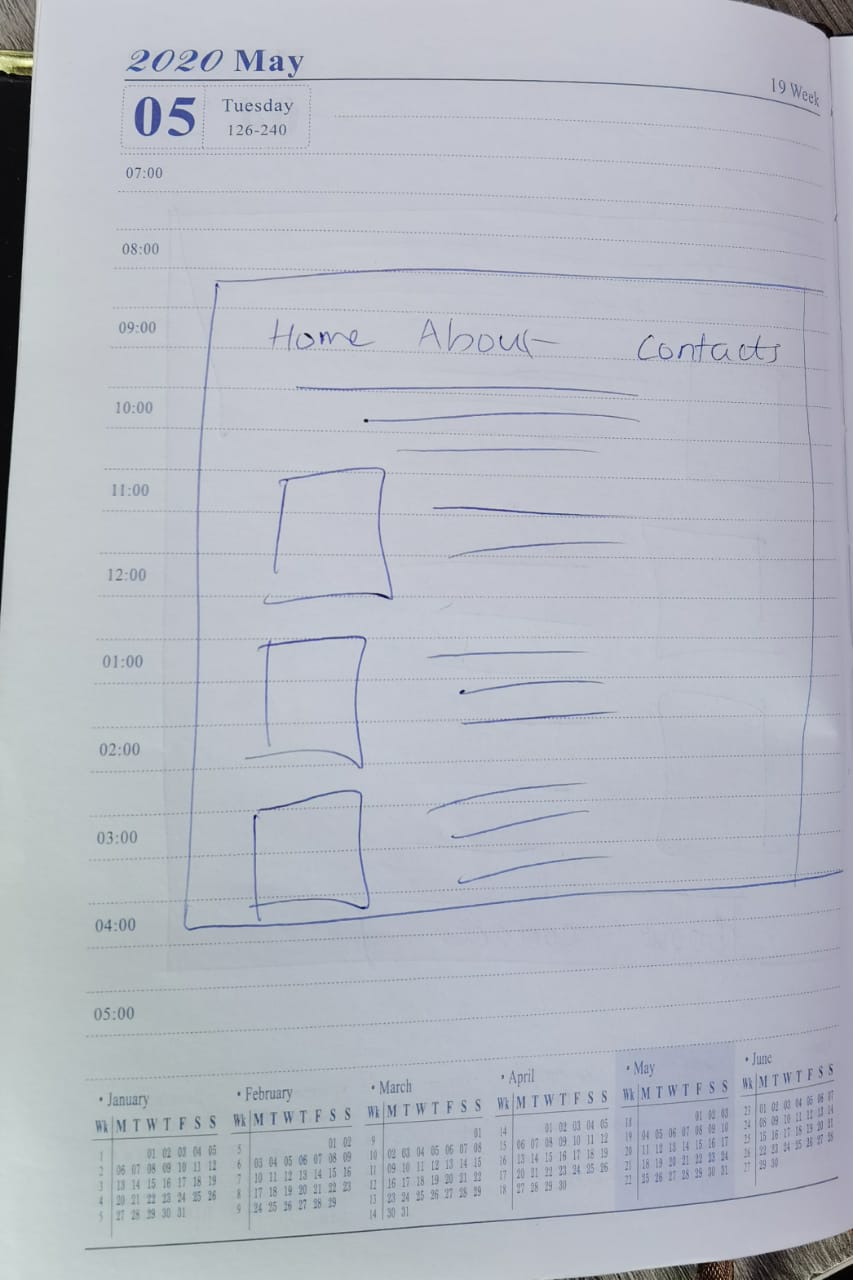 2020 May
19 Week
05
Tuesday
126-240
07:00
08:00
09:00
Home About Contacts
10:00
11:00
12:00
01:00
02:00
03:00
04:00
05:00
• January
Wk M T W T F S S
1 01 02 03 04 05
2 06 07 08 09 10 11 12
3 13 14 15 16 17 18 19
4 20 21 22 23 24 25 26
5 27 28 29 30 31
• February
Wk M T W T F S S
5 01 02
6 03 04 05 06 07 08 09
7 10 11 12 13 14 15 16
8 17 18 19 20 21 22 23
9 24 25 26 27 28 29
• March
Wk M T W T F S S
9 01
10 02 03 04 05 06 07 08
11 09 10 11 12 13 14 15
12 16 17 18 19 20 21 22
13 23 24 25 26 27 28 29
14 30 31
• April
Wk M T W T F S S
14 01 02 03 04 05
15 06 07 08 09 10 11 12
16 13 14 15 16 17 18 19
17 20 21 22 23 24 25 26
18 27 28 29 30
• May
Wk M T W T F S S
18 01 02 03
19 04 05 06 07 08 09 10
20 11 12 13 14 15 16 17
21 18 19 20 21 22 23 24
22 25 26 27 28 29 30 31
• June
Wk M T W T F S S
23 01 02 03 04 05 06 07
24 08 09 10 11 12 13 14
25 15 16 17 18 19 20 21
26 22 23 24 25 26 27 28
27 29 30